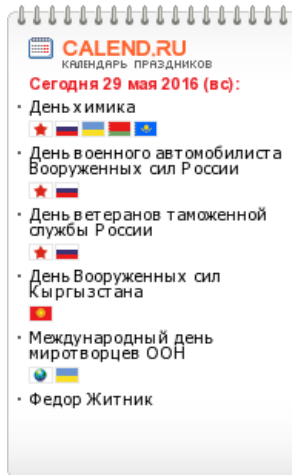 CALEND.RU
КАЛЕНДАРЬ ПРАЗДНИКОВ
Сегодня 29 мая 2016 (вс):
· День химика
· День военного автомобилиста
Вооруженных сил России
· День ветеранов таможенной
службы России
· День Вооруженных сил
Кыргызстана
· Международный день
миротворцев ООН
· Федор Житник